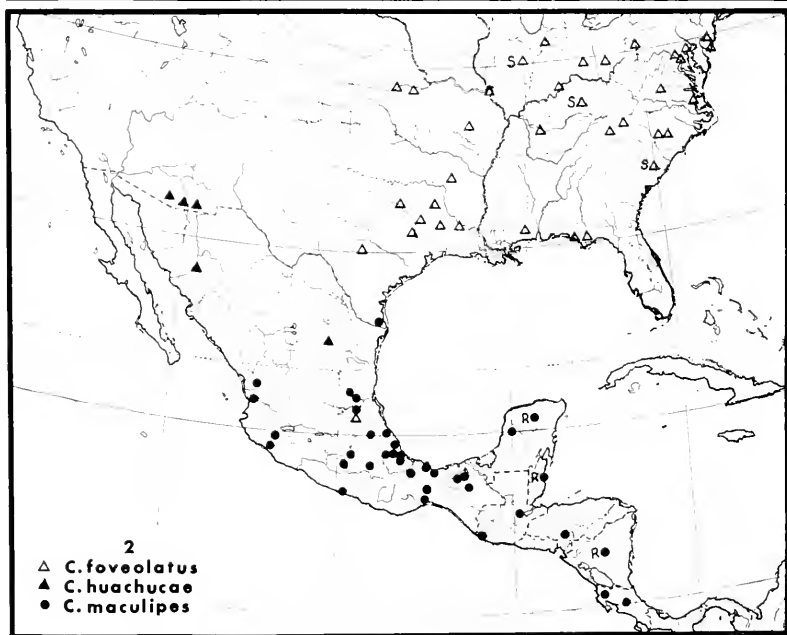 S
S
S
R
R
R
2
△ C. foveolatus
▲ C. huachucae
● C. maculipes